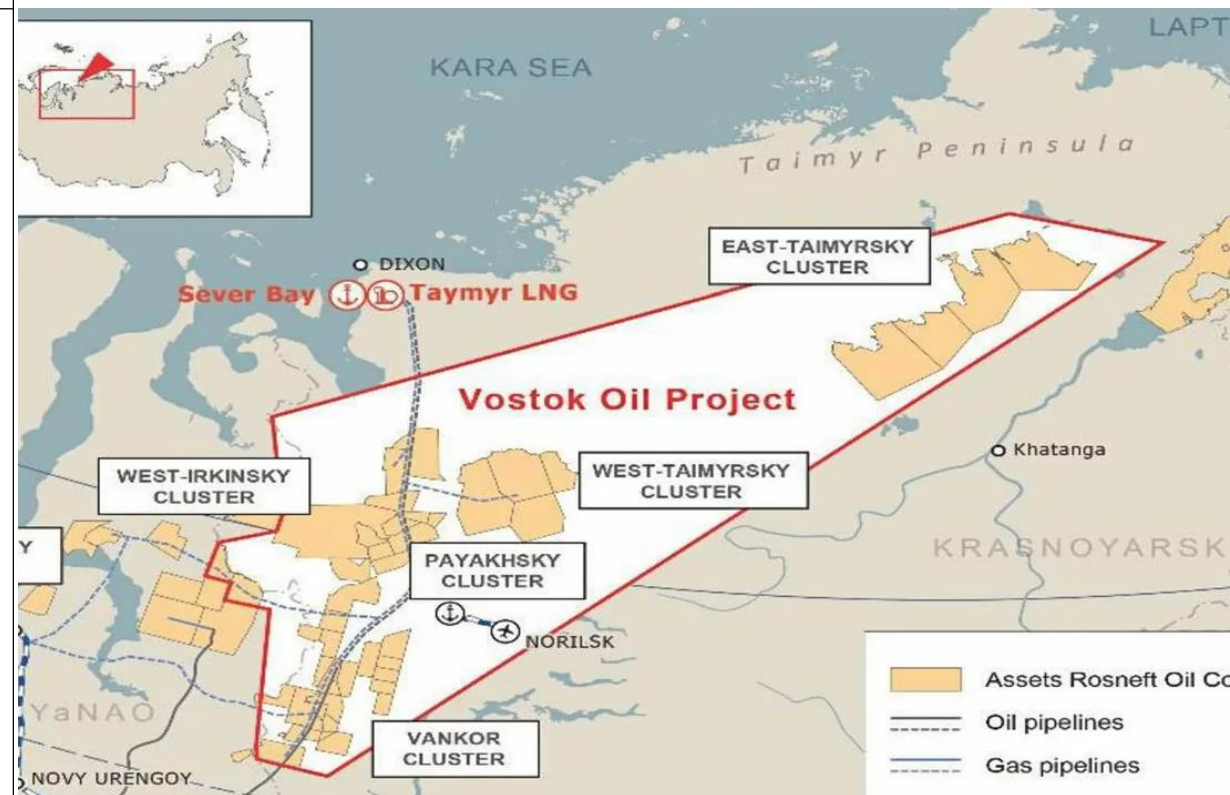 LAPT
KARA SEA
Taimyr Peninsula
EAST-TAIMYRSKY
CLUSTER
DIXON
Sever Bay
Taymyr LNG
Vostok Oil Project
WEST-IRKINSKY
CLUSTER
WEST-TAIMYRSKY
CLUSTER
Khatanga
Y
PAYAKHSKY
CLUSTER
KRASNOYARSK
NORILSK
YaNAO
VANKOR
CLUSTER
NOVY URENGOY
Assets Rosneft Oil Co
Oil pipelines
Gas pipelines